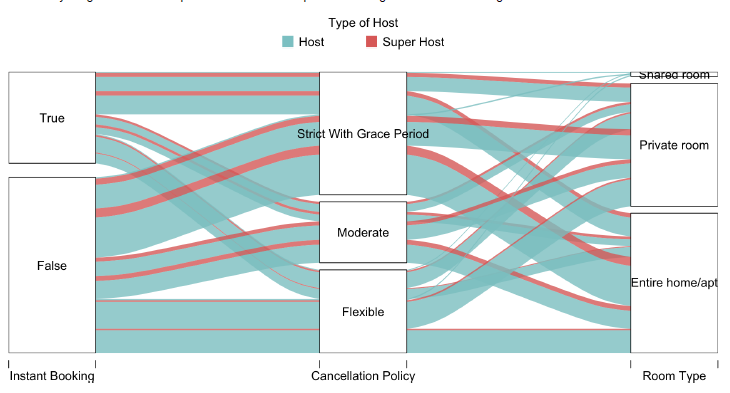 Type of Host
Host
Super Host
True
False
Strict With Grace Period
Moderate
Flexible
Shared room
Private room
Entire home/apt
Instant Booking
Cancellation Policy
Room Type